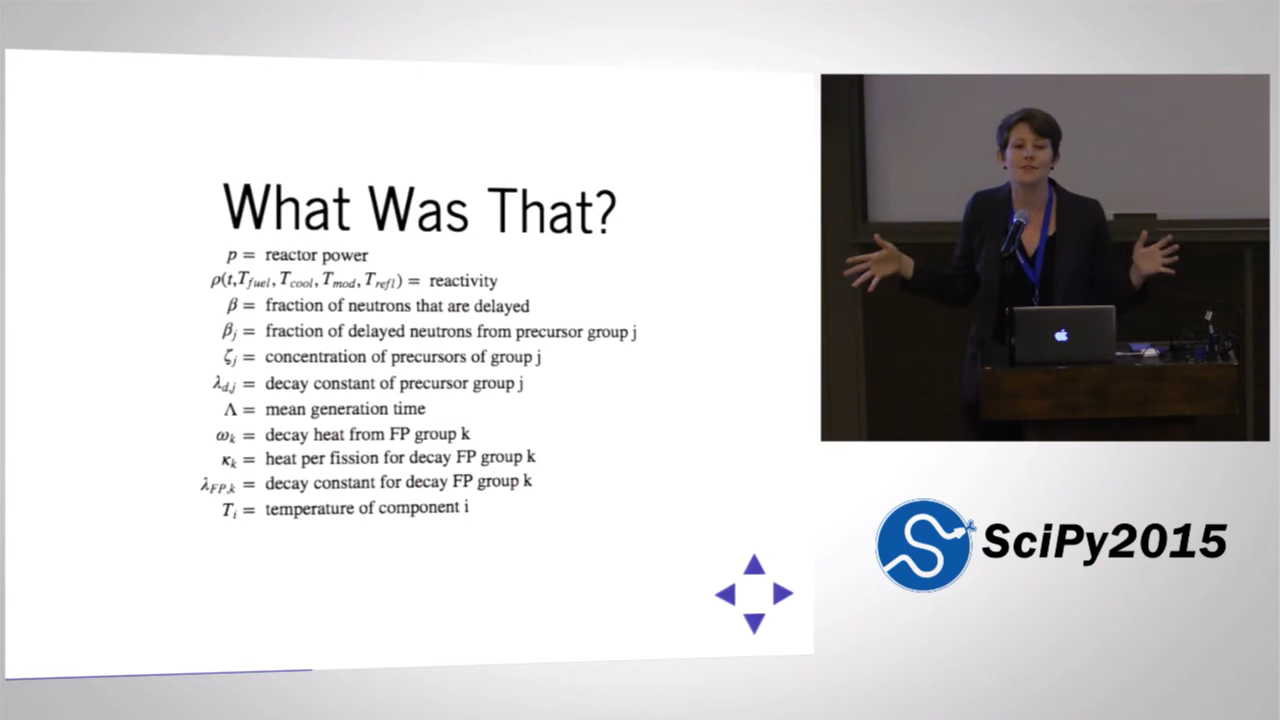 What Was That?
p = reactor power
ρ(t,T_fuel, T_cool, T_mod, T_refl) = reactivity
β = fraction of neutrons that are delayed
β_j = fraction of delayed neutrons from precursor group j
ζ_j = concentration of precursors of group j
λ_d,j = decay constant of precursor group j
Λ = mean generation time
ω_k = decay heat from FP group k
κ_k = heat per fission for decay FP group k
λ_FP,k = decay constant for decay FP group k
T_i = temperature of component i
SciPy2015